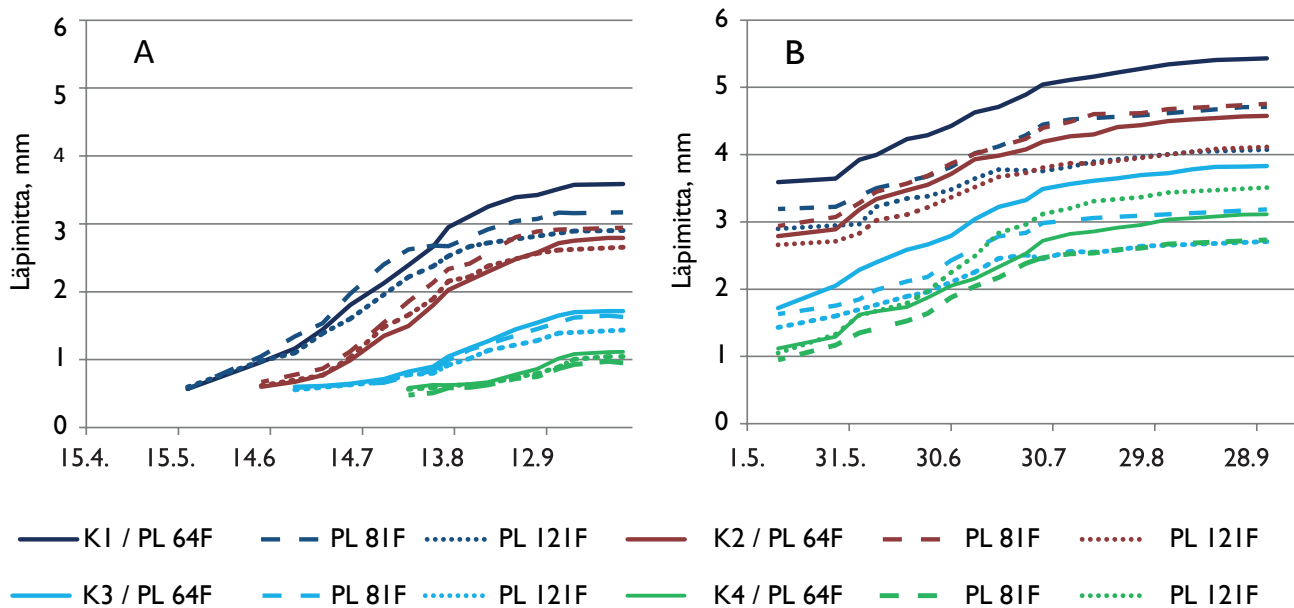 A
Läpimitta, mm
6
5
4
3
2
1
0
15.4. 15.5. 14.6 14.7 13.8 12.9
B
Läpimitta, mm
6
5
4
3
2
1
0
1.5. 31.5. 30.6 30.7 29.8 28.9
K1 / PL 64F PL 81F PL 121F K2 / PL 64F PL 81F PL 121F
K3 / PL 64F PL 81F PL 121F K4 / PL 64F PL 81F PL 121F